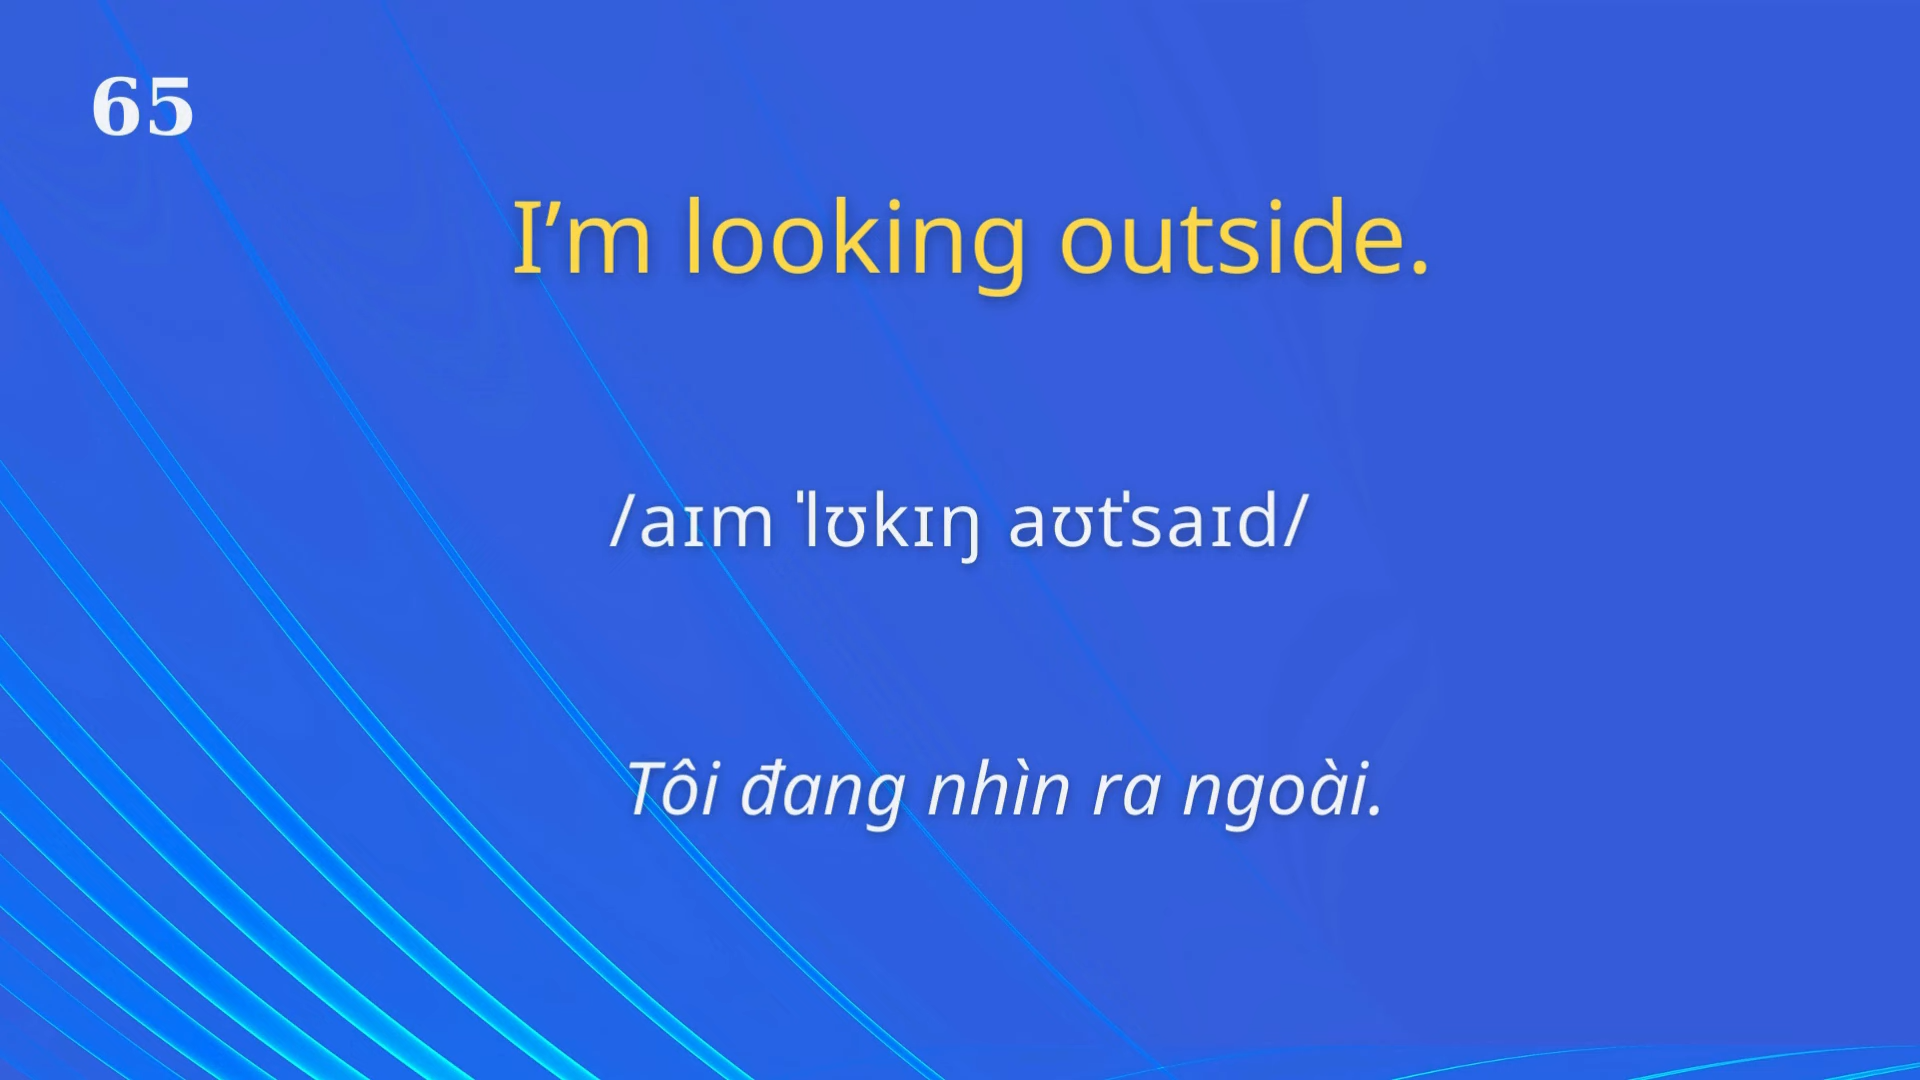 65
I’m looking outside.
/aɪm ˈlʊkɪŋ aʊtˈsaɪd/
Tôi đang nhìn ra ngoài.